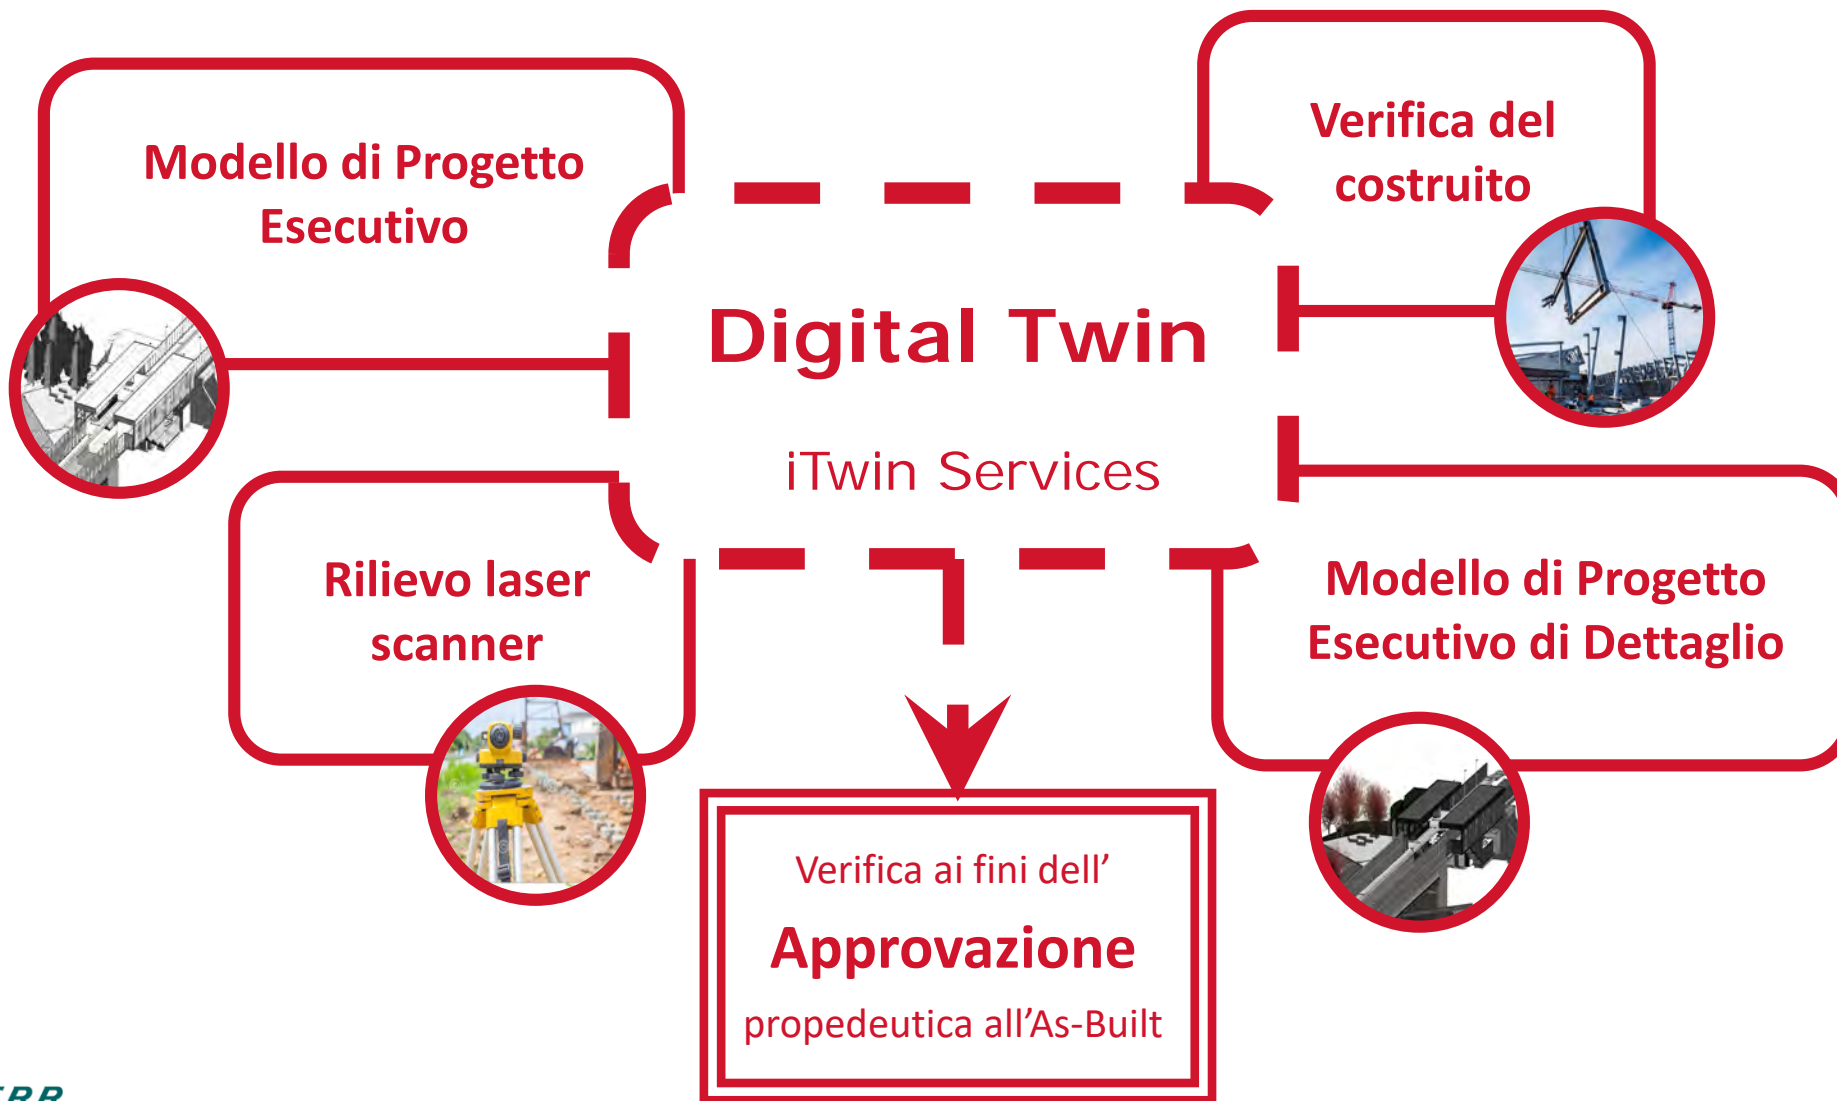 Modello di Progetto
Esecutivo
Verifica del
costruito
Digital Twin
iTwin Services
Rilievo laser
scanner
Modello di Progetto
Esecutivo di Dettaglio
Verifica ai fini dell’
Approvazione
propedeutica all’As-Built